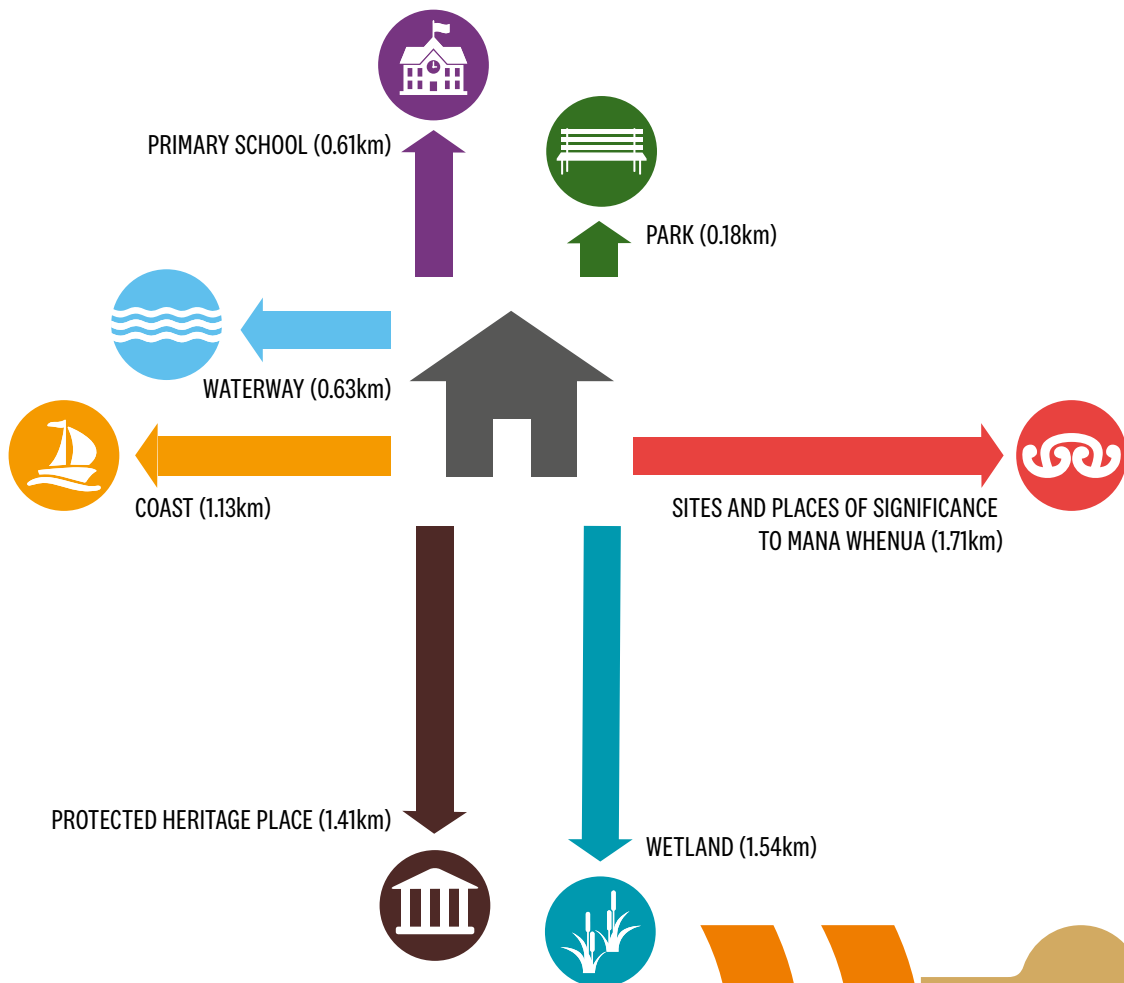 PRIMARY SCHOOL (0.61km)
PARK (0.18km)
WATERWAY (0.63km)
COAST (1.13km)
SITES AND PLACES OF SIGNIFICANCE
TO MANA WHENUA (1.71km)
PROTECTED HERITAGE PLACE (1.41km)
WETLAND (1.54km)